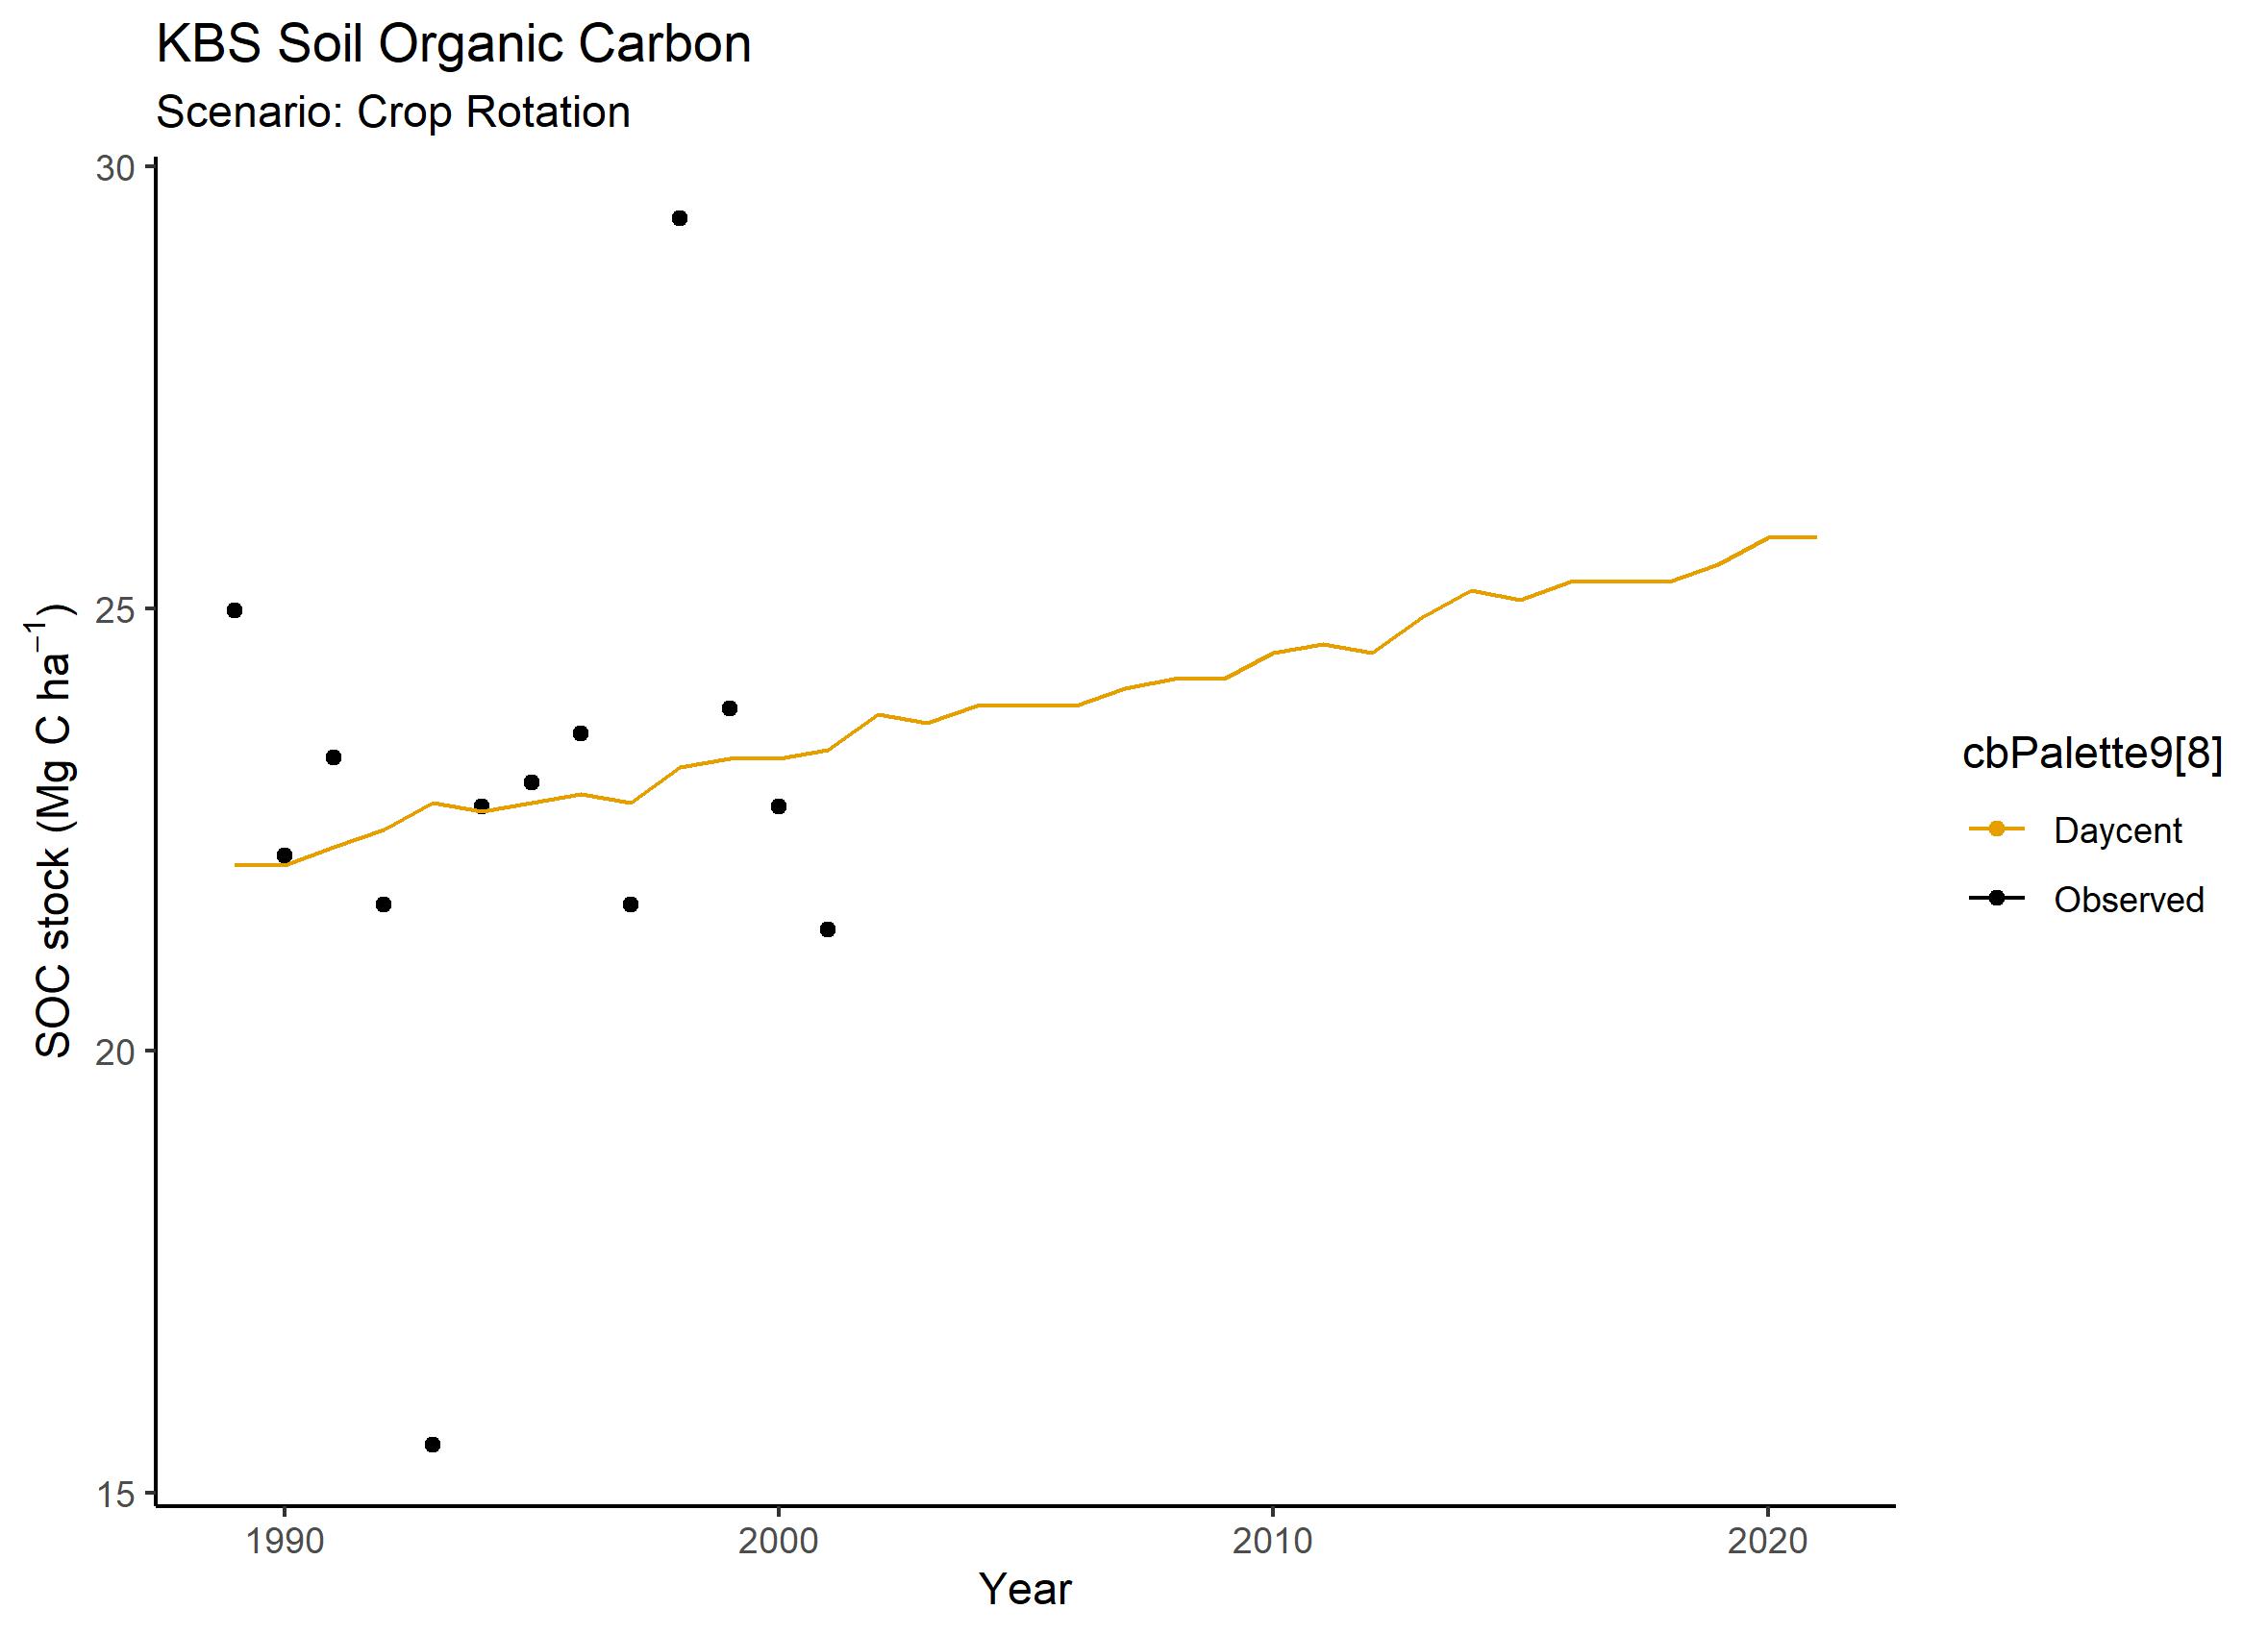 KBS Soil Organic Carbon
Scenario: Crop Rotation
30
25
20
15
SOC stock (Mg C ha⁻¹)
1990 2000 2010 2020
Year
cbPalette9[8]
Daycent
Observed